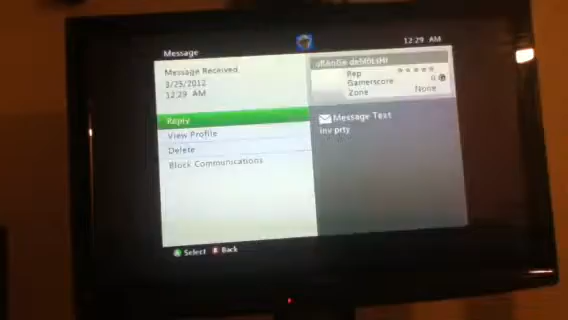 Message
12:29 AM
Message Received
3/25/2012
12:29 AM
Reply
View Profile
Delete
Block Communications
Rep
Gamerscore 0 G
Zone None
Message Text
inv prty
A Select B Back